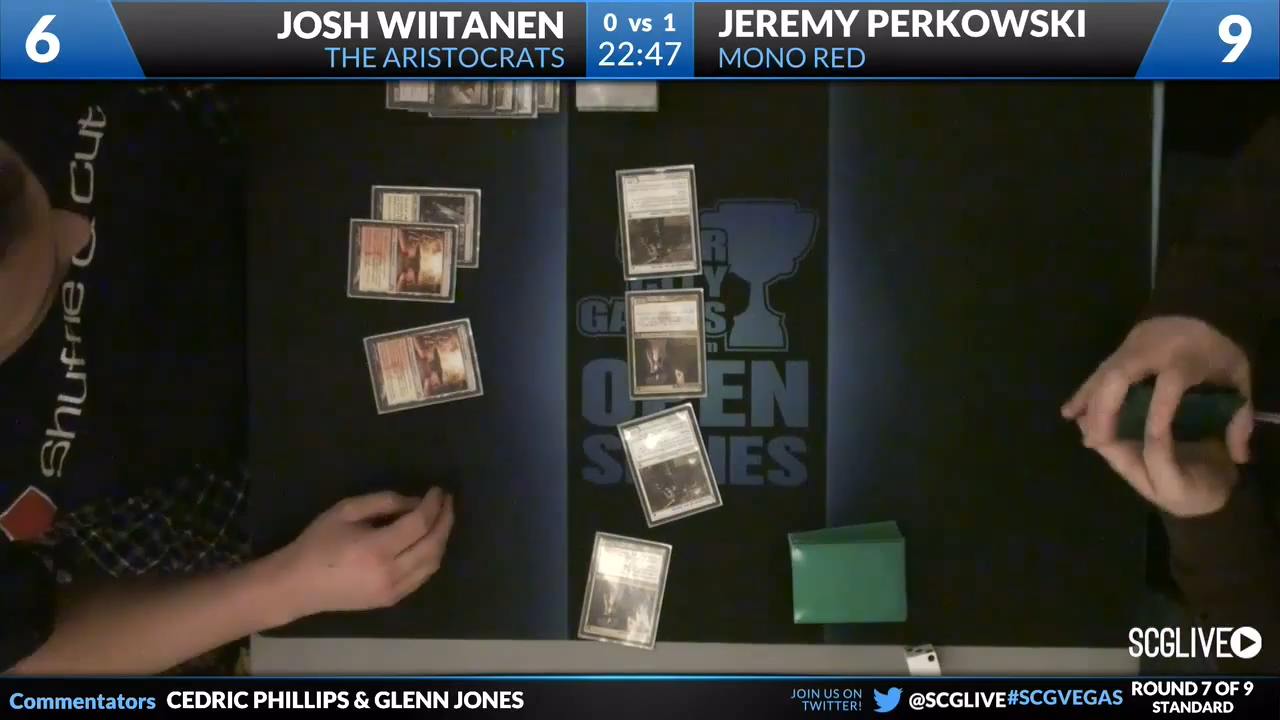 6
JOSH WIITANEN
THE ARISTOCRATS
0 vs 1
22:47
JEREMY PERKOWSKI
MONO RED
9
Shuffle & Cut
OPEN
SERIES
SCGLIVE
Commentators CEDRIC PHILLIPS & GLENN JONES
JOIN US ON
TWITTER!
@SCGLIVE #SCGVEGAS
ROUND 7 OF 9
STANDARD